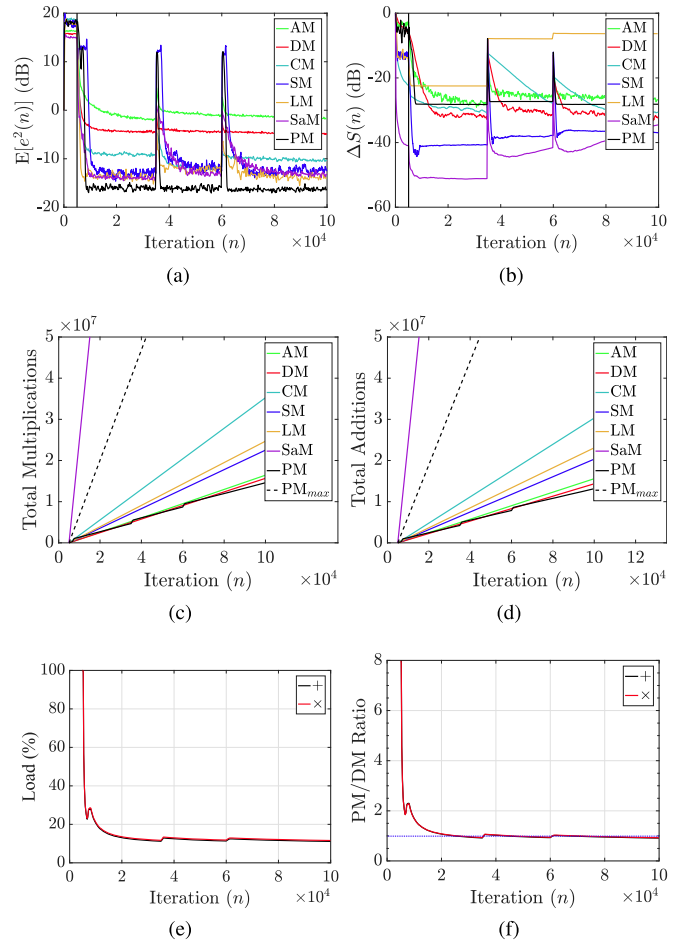 20
10
0
-10
-20
E[e²(n)] (dB)
0 2 4 6 8 10
Iteration (n) ×10⁴
AM
DM
CM
SM
LM
SaM
PM
(a)
0
-20
-40
-60
ΔS(n) (dB)
0 2 4 6 8 10
Iteration (n) ×10⁴
AM
DM
CM
SM
LM
SaM
PM
(b)
×10⁷
5
4
3
2
1
0
Total Multiplications
0 2 4 6 8 10
Iteration (n) ×10⁴
AM
DM
CM
SM
LM
SaM
PM
PMmax
(c)
×10⁷
5
4
3
2
1
0
Total Additions
0 2 4 6 8 10 12
Iteration (n) ×10⁴
AM
DM
CM
SM
LM
SaM
PM
PMmax
(d)
100
80
60
40
20
0
Load (%)
0 2 4 6 8 10
Iteration (n) ×10⁴
+
×
(e)
8
6
4
2
0
PM/DM Ratio
0 2 4 6 8 10
Iteration (n) ×10⁴
+
×
(f)